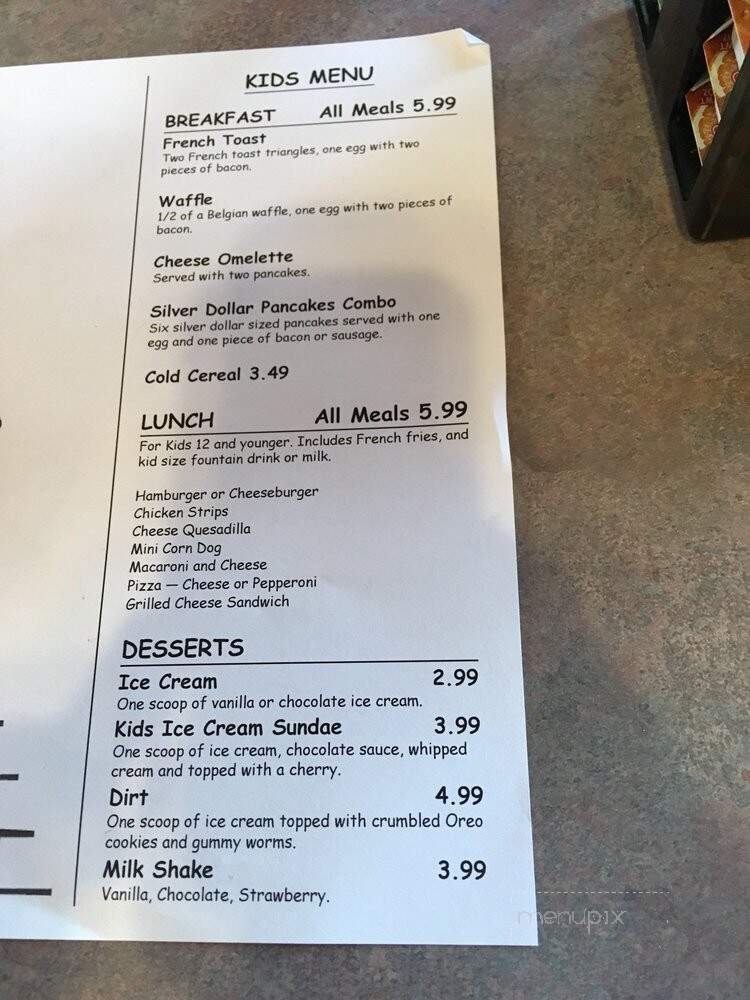 KIDS MENU
BREAKFAST All Meals 5.99
French Toast
Two French toast triangles, one egg with two
pieces of bacon.
Waffle
1/2 of a Belgian waffle, one egg with two pieces of
bacon.
Cheese Omelette
Served with two pancakes.
Silver Dollar Pancakes Combo
Six silver dollar sized pancakes served with one
egg and one piece of bacon or sausage.
Cold Cereal 3.49
LUNCH All Meals 5.99
For Kids 12 and younger. Includes French fries, and
kid size fountain drink or milk.
Hamburger or Cheeseburger
Chicken Strips
Cheese Quesadilla
Mini Corn Dog
Macaroni and Cheese
Pizza — Cheese or Pepperoni
Grilled Cheese Sandwich
DESSERTS
Ice Cream 2.99
One scoop of vanilla or chocolate ice cream.
Kids Ice Cream Sundae 3.99
One scoop of ice cream, chocolate sauce, whipped
cream and topped with a cherry.
Dirt 4.99
One scoop of ice cream topped with crumbled Oreo
cookies and gummy worms.
Milk Shake 3.99
Vanilla, Chocolate, Strawberry.
menupix